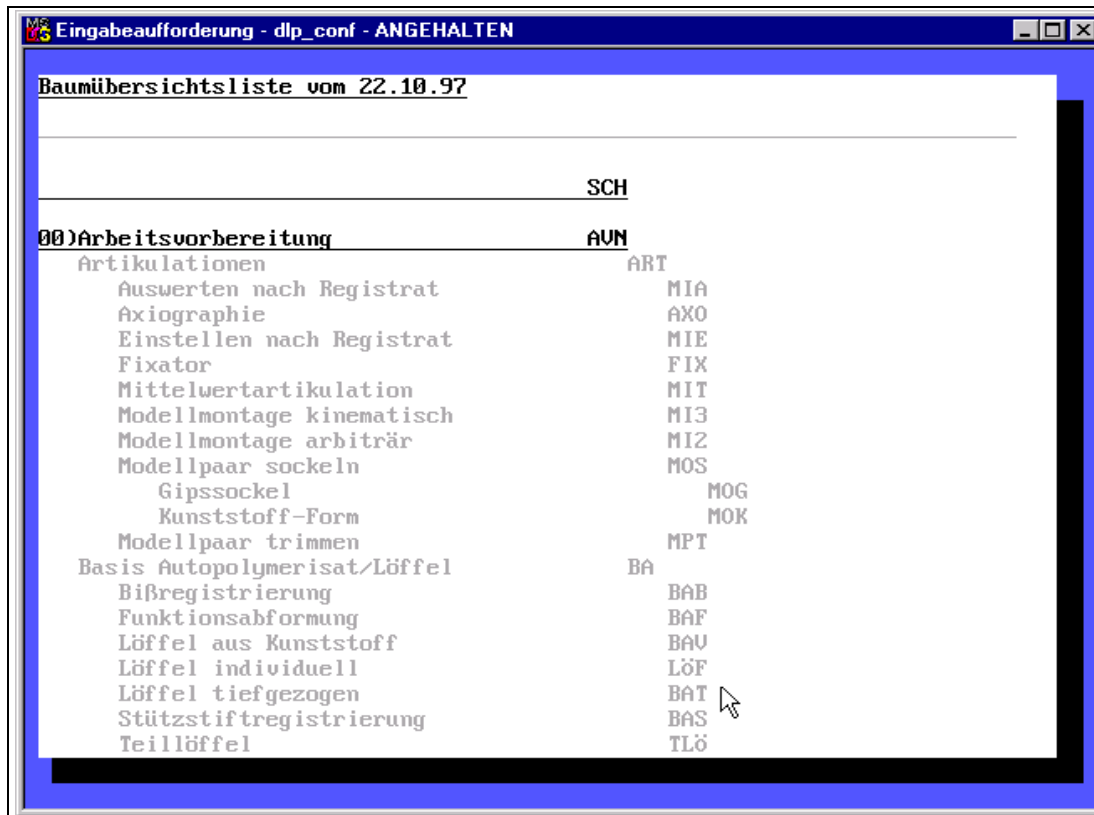 Eingabeaufforderung - dlp_conf - ANGEHALTEN
Baumübersichtsliste vom 22.10.97
SCH
00)Arbeitsvorbereitung AVN
Artikulationen ART
Auswerten nach Registrat MIA
Axiographie AXO
Einstellen nach Registrat MIE
Fixator FIX
Mittelwertartikulation MIT
Modellmontage kinematisch MI3
Modellmontage arbiträr MI2
Modellpaar sockeln MOS
Gipssockel MOG
Kunststoff-Form MOK
Modellpaar trimmen MPT
Basis Autopolymerisat/Löffel BA
Bißregistrierung BAB
Funktionsabformung BAF
Löffel aus Kunststoff BAV
Löffel individuell LöF
Löffel tiefgezogen BAT
Stützstiftregistrierung BAS
Teillöffel TLö